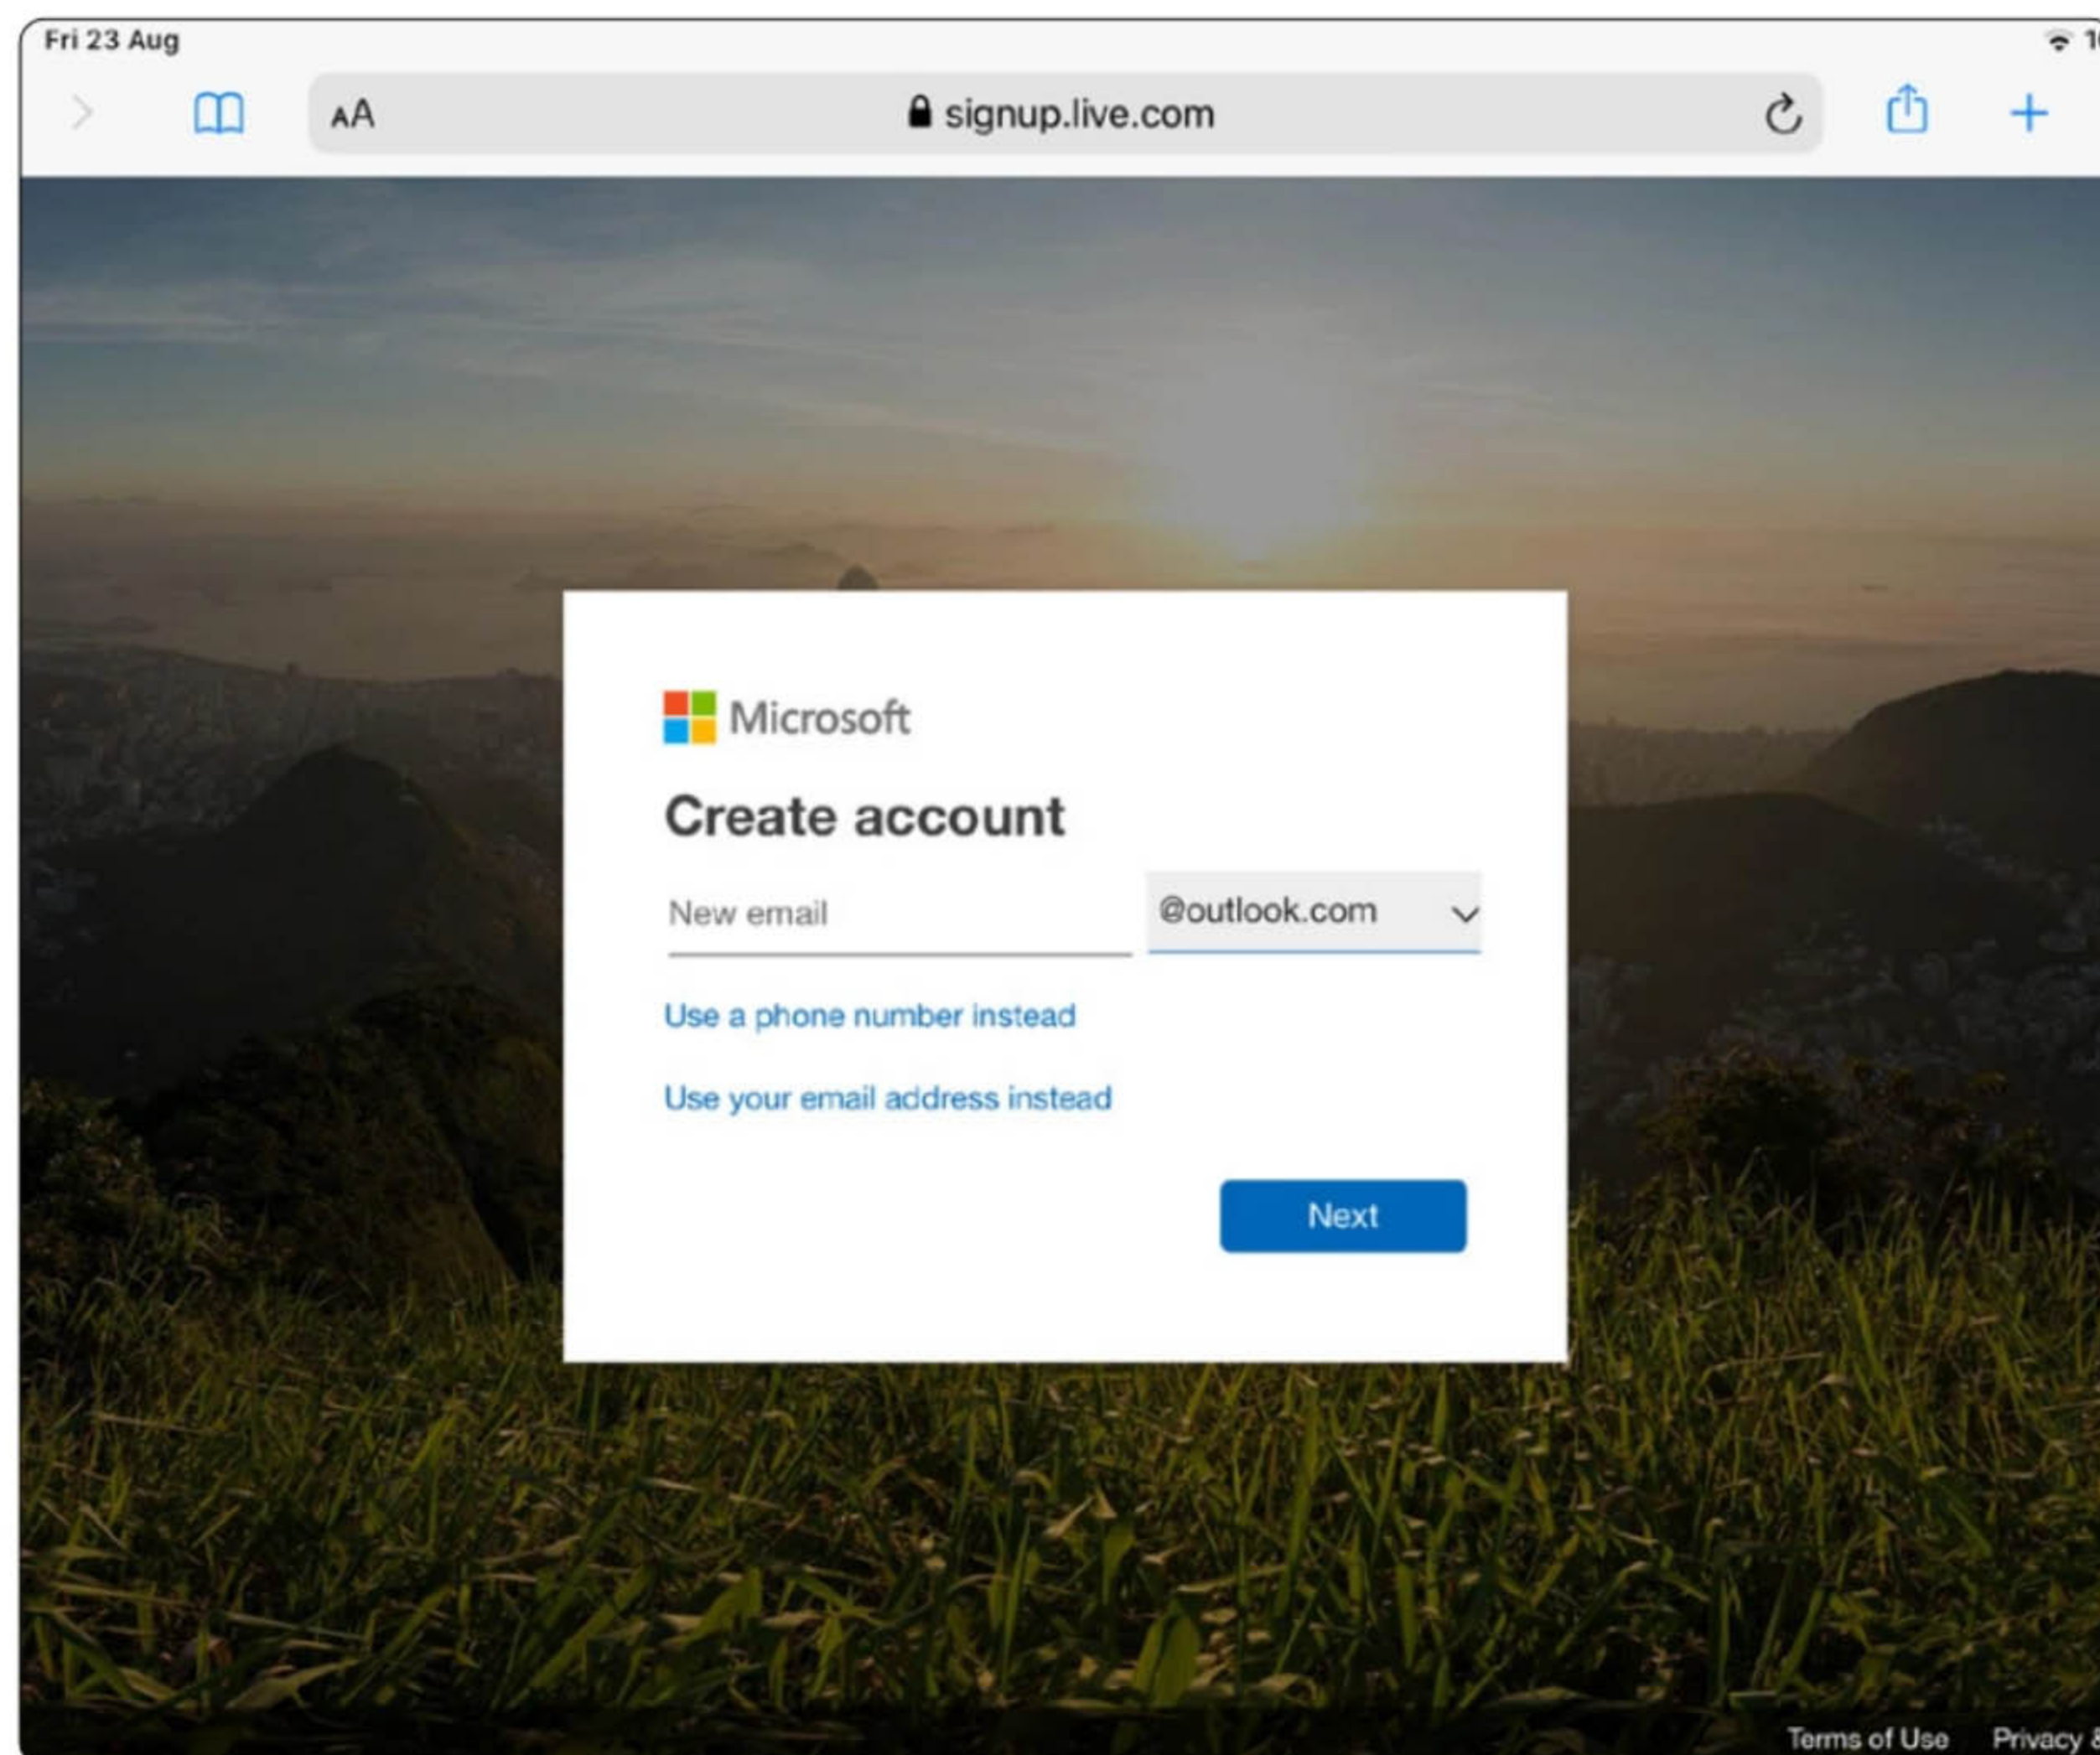 Fri 23 Aug
AA
signup.live.com
Microsoft
Create account
New email
@outlook.com
Use a phone number instead
Use your email address instead
Next
Terms of Use
Privacy